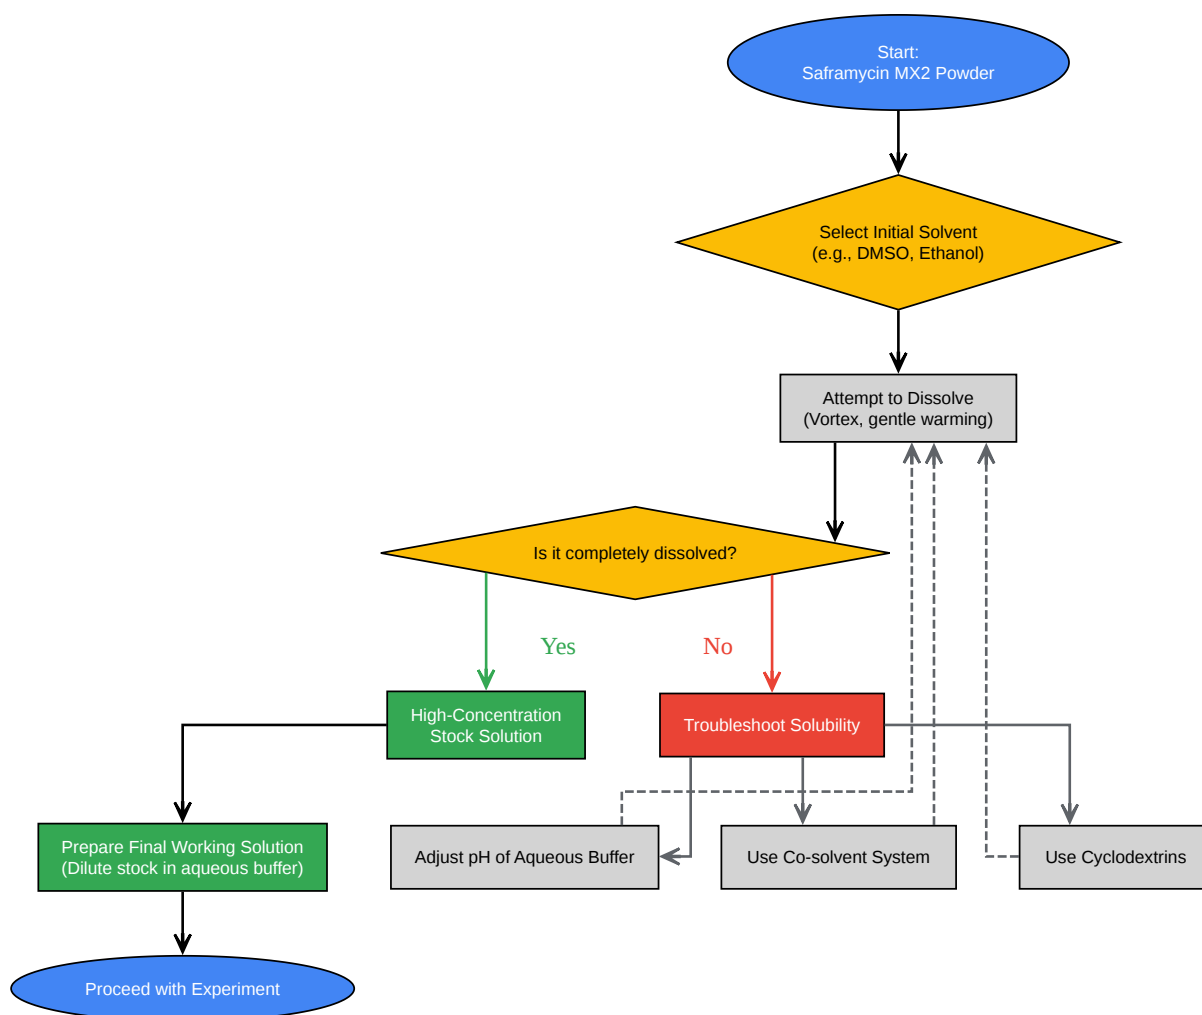 Start:
Saframycin MX2 Powder
Select Initial Solvent
(e.g., DMSO, Ethanol)
Attempt to Dissolve
(Vortex, gentle warming)
Is it completely dissolved?
Yes
No
High-Concentration
Stock Solution
Troubleshoot Solubility
Prepare Final Working Solution
(Dilute stock in aqueous buffer)
Adjust pH of Aqueous Buffer
Use Co-solvent System
Use Cyclodextrins
Proceed with Experiment